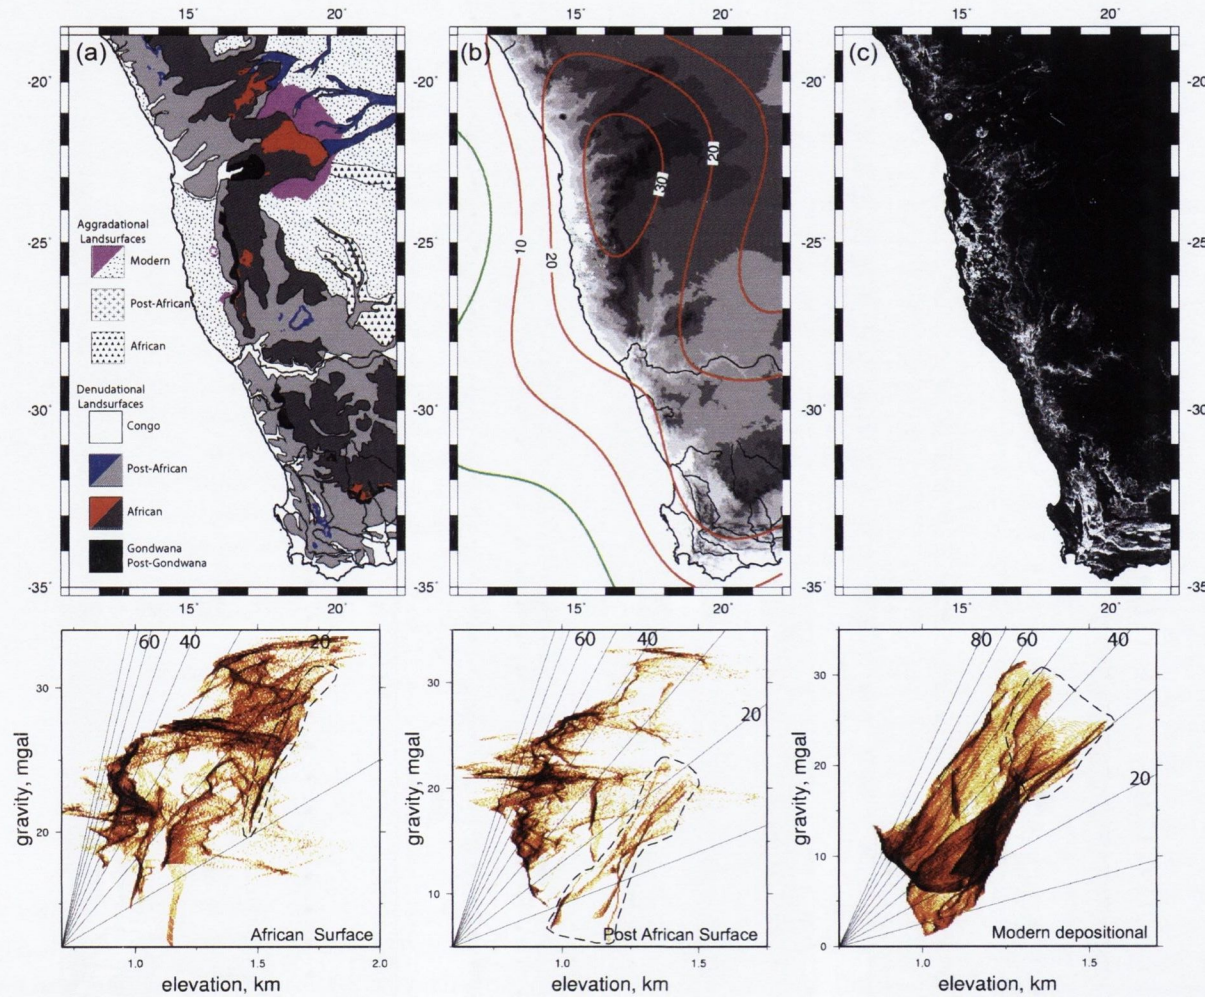 15˚ 20˚ 15˚ 20˚ 15˚ 20˚
(a) (b) (c)
-20˚ -20˚ -20˚
-25˚ -25˚ -25˚
-30˚ -30˚ -30˚
-35˚ -35˚ -35˚
15˚ 20˚ 15˚ 20˚ 15˚ 20˚
Aggradational
Landsurfaces
Modern
Post-African
African
Denudational
Landsurfaces
Congo
Post-African
African
Gondwana
Post-Gondwana
10
20
30
20
60 40 20
30
20
gravity, mgal
African Surface
1.0 1.5 2.0
elevation, km
60 40
20
30
20
10
gravity, mgal
Post African Surface
1.0 1.5
elevation, km
80 60 40
20
30
20
10
0
gravity, mgal
Modern depositional
1.0 1.5
elevation, km